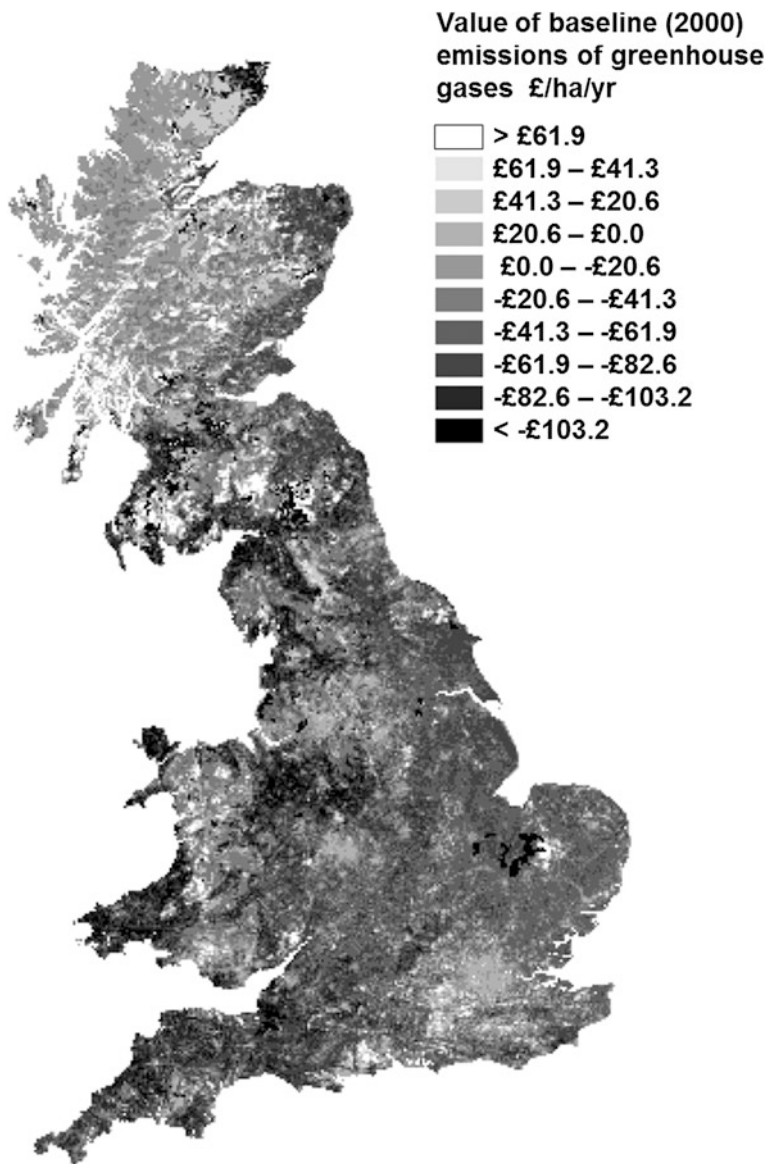 Value of baseline (2000)
emissions of greenhouse
gases £/ha/yr
> £61.9
£61.9 – £41.3
£41.3 – £20.6
£20.6 – £0.0
£0.0 – -£20.6
-£20.6 – -£41.3
-£41.3 – -£61.9
-£61.9 – -£82.6
-£82.6 – -£103.2
< -£103.2